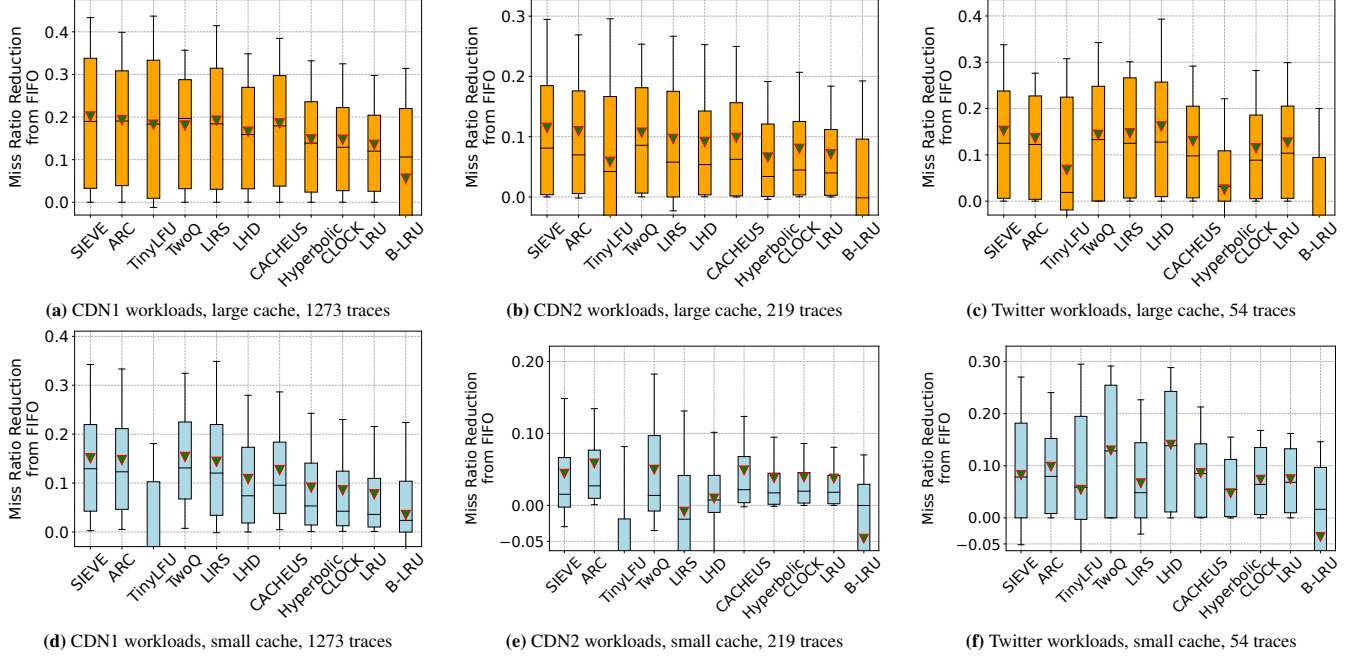 Miss Ratio Reduction
from FIFO
0.4
0.3
0.2
0.1
0.0
SIEVE
ARC
TinyLFU
TwoQ
LIRS
LHD
CACHEUS
Hyperbolic
CLOCK
LRU
B-LRU
(a) CDN1 workloads, large cache, 1273 traces
Miss Ratio Reduction
from FIFO
0.3
0.2
0.1
0.0
SIEVE
ARC
TinyLFU
TwoQ
LIRS
LHD
CACHEUS
Hyperbolic
CLOCK
LRU
B-LRU
(b) CDN2 workloads, large cache, 219 traces
Miss Ratio Reduction
from FIFO
0.4
0.3
0.2
0.1
0.0
SIEVE
ARC
TinyLFU
TwoQ
LIRS
LHD
CACHEUS
Hyperbolic
CLOCK
LRU
B-LRU
(c) Twitter workloads, large cache, 54 traces
Miss Ratio Reduction
from FIFO
0.4
0.3
0.2
0.1
0.0
SIEVE
ARC
TinyLFU
TwoQ
LIRS
LHD
CACHEUS
Hyperbolic
CLOCK
LRU
B-LRU
(d) CDN1 workloads, small cache, 1273 traces
Miss Ratio Reduction
from FIFO
0.20
0.10
0.00
−0.05
SIEVE
ARC
TinyLFU
TwoQ
LIRS
LHD
CACHEUS
Hyperbolic
CLOCK
LRU
B-LRU
(e) CDN2 workloads, small cache, 219 traces
Miss Ratio Reduction
from FIFO
0.30
0.20
0.10
0.00
−0.05
SIEVE
ARC
TinyLFU
TwoQ
LIRS
LHD
CACHEUS
Hyperbolic
CLOCK
LRU
B-LRU
(f) Twitter workloads, small cache, 54 traces